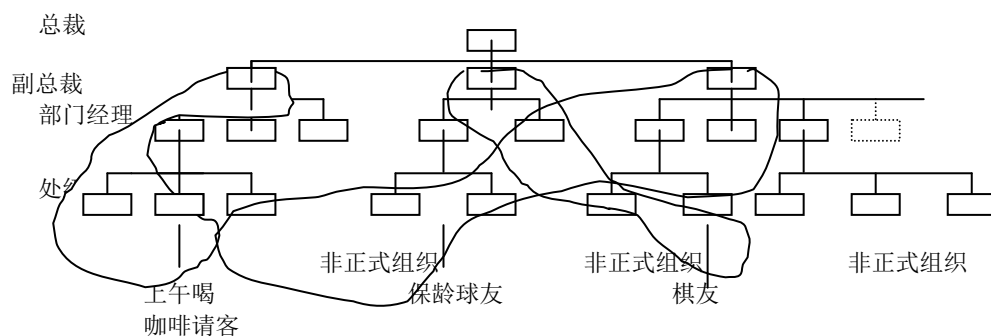 总裁
副总裁
部门经理
处
非正式组织 非正式组织 非正式组织
上午喝 保龄球友 棋友
咖啡请客